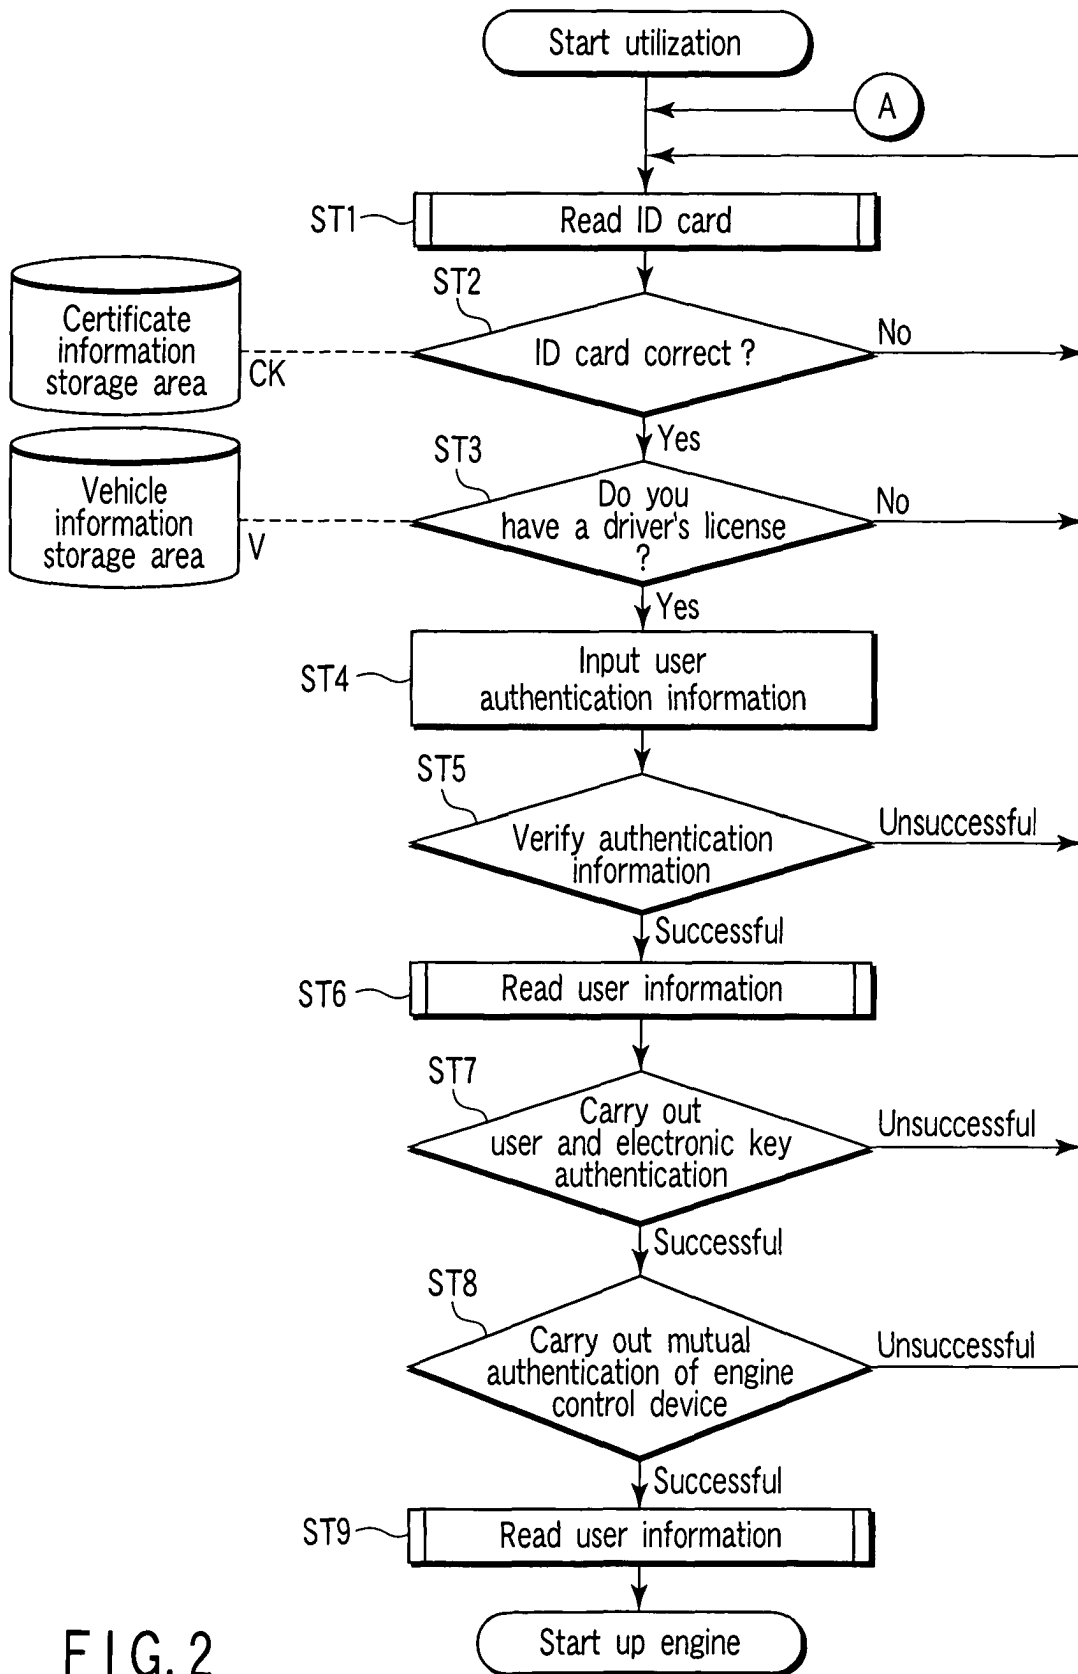 Start utilization
A
ST1
Read ID card
ST2
Certificate
information
storage area
CK
ID card correct ?
No
Yes
ST3
Vehicle
information
storage area
V
Do you
have a driver's license
?
No
Yes
ST4
Input user
authentication information
ST5
Verify authentication
information
Unsuccessful
Successful
ST6
Read user information
ST7
Carry out
user and electronic key
authentication
Unsuccessful
Successful
ST8
Carry out mutual
authentication of engine
control device
Unsuccessful
Successful
ST9
Read user information
Start up engine
FIG. 2